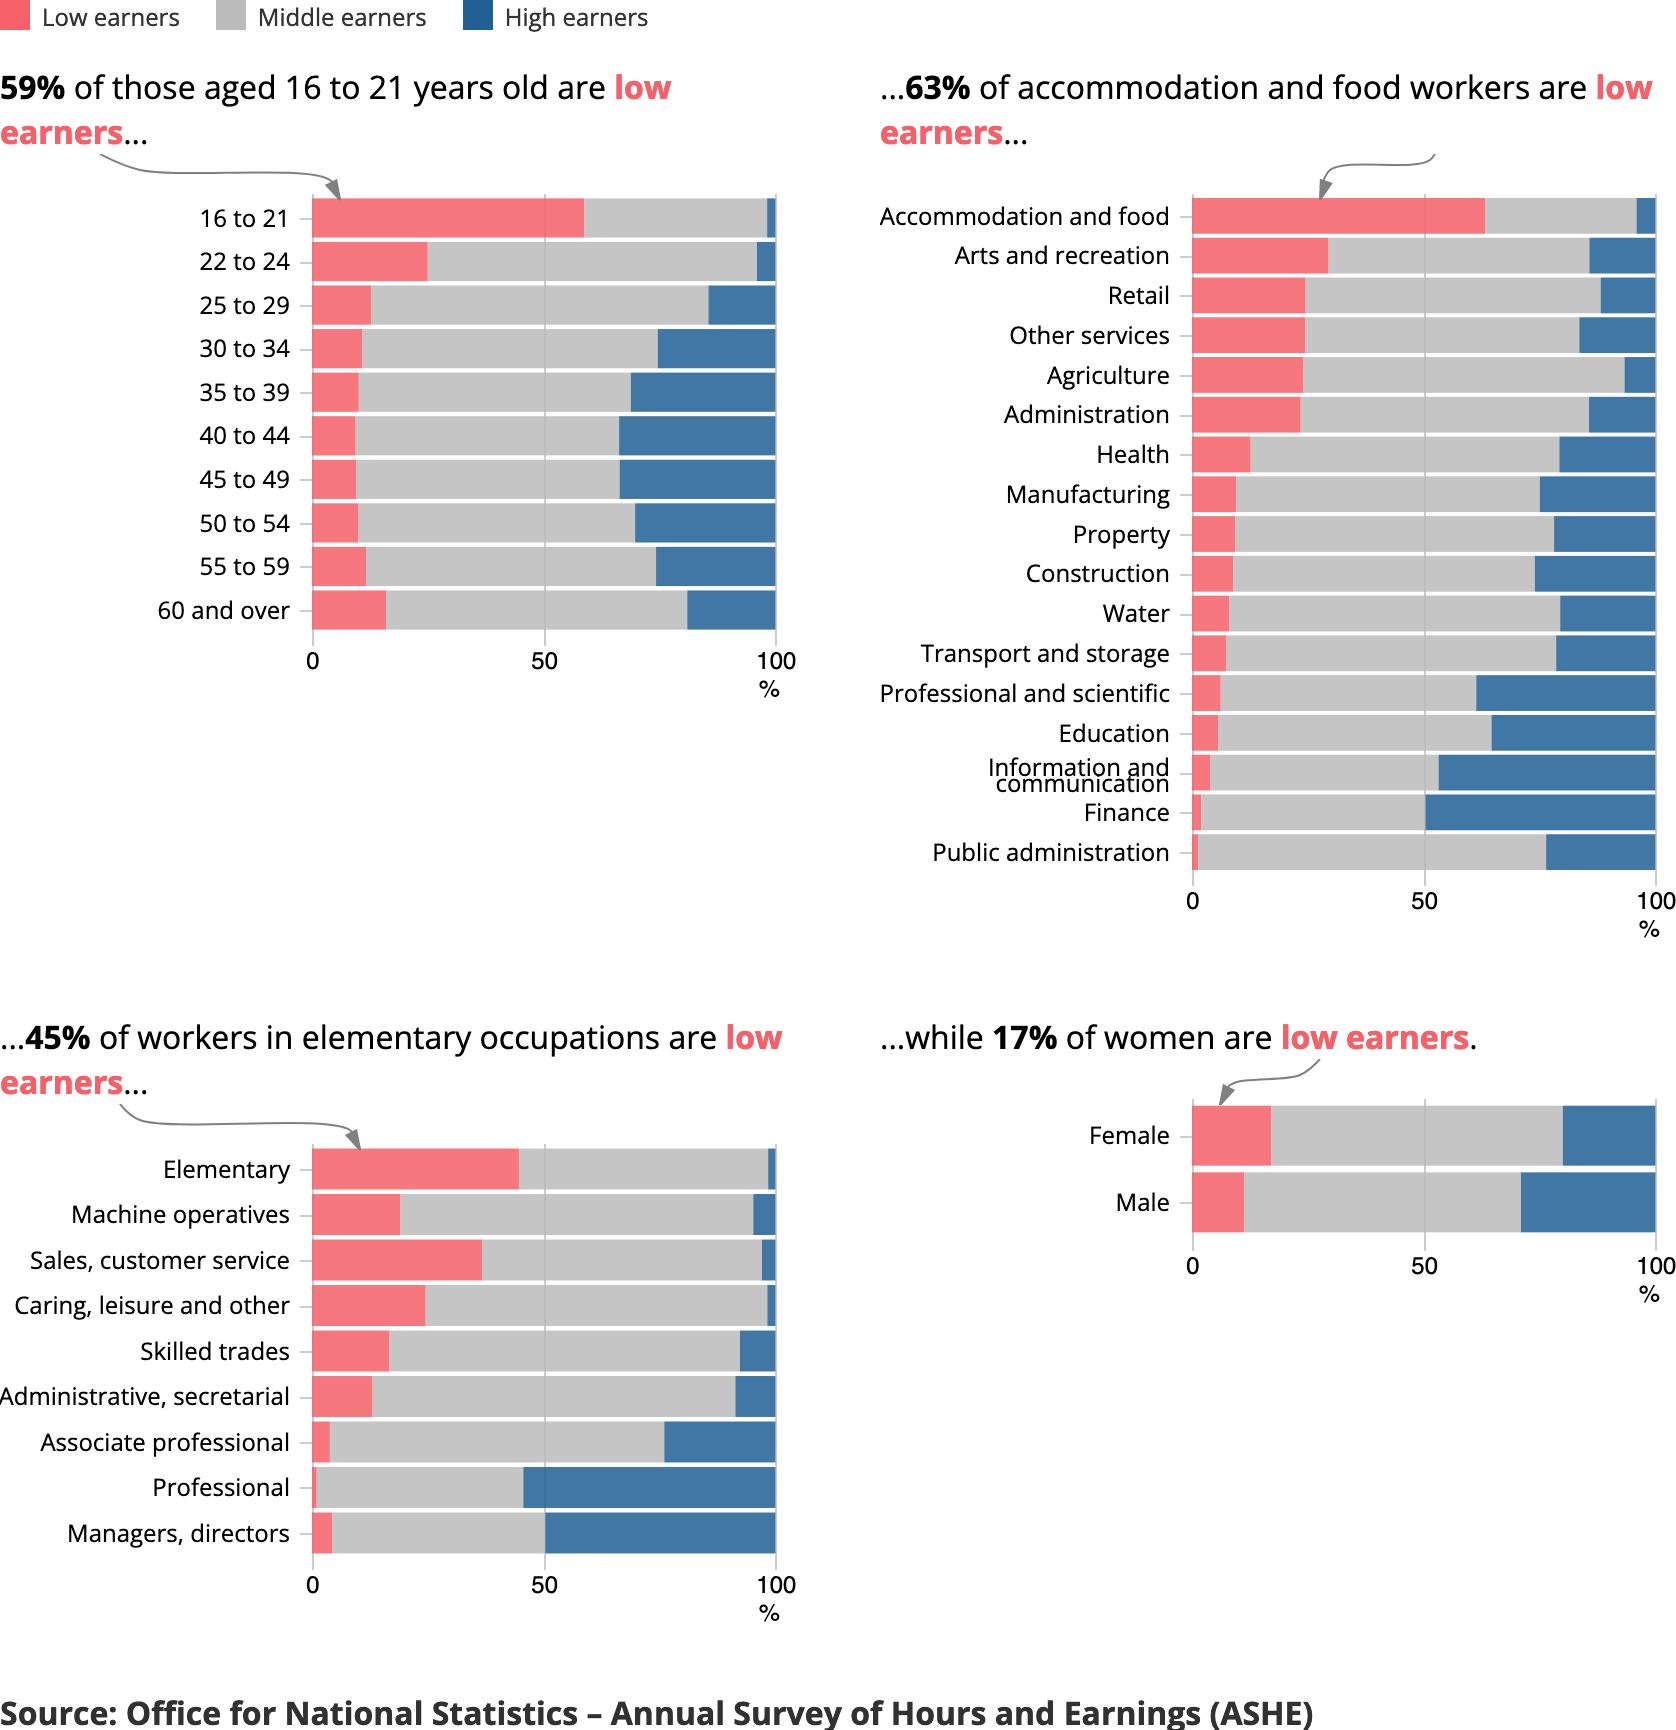 Low earners
Middle earners
High earners
59% of those aged 16 to 21 years old are low
earners...
16 to 21
22 to 24
25 to 29
30 to 34
35 to 39
40 to 44
45 to 49
50 to 54
55 to 59
60 and over
0
50
100
%
...63% of accommodation and food workers are low
earners...
Accommodation and food
Arts and recreation
Retail
Other services
Agriculture
Administration
Health
Manufacturing
Property
Construction
Water
Transport and storage
Professional and scientific
Education
Information and
communication
Finance
Public administration
0
50
100
%
...45% of workers in elementary occupations are low
earners...
Elementary
Machine operatives
Sales, customer service
Caring, leisure and other
Skilled trades
Administrative, secretarial
Associate professional
Professional
Managers, directors
0
50
100
%
...while 17% of women are low earners.
Female
Male
0
50
100
%
Source: Office for National Statistics – Annual Survey of Hours and Earnings (ASHE)